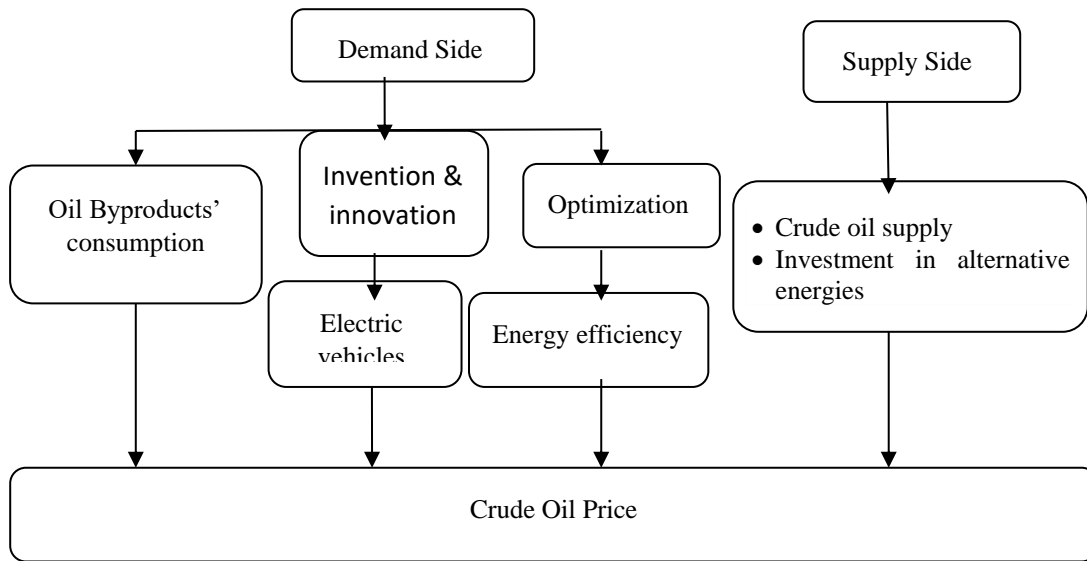 Demand Side
Supply Side
Oil Byproducts’
consumption
Invention &
innovation
Optimization
• Crude oil supply
• Investment in alternative
energies
Electric
vehicles
Energy efficiency
Crude Oil Price